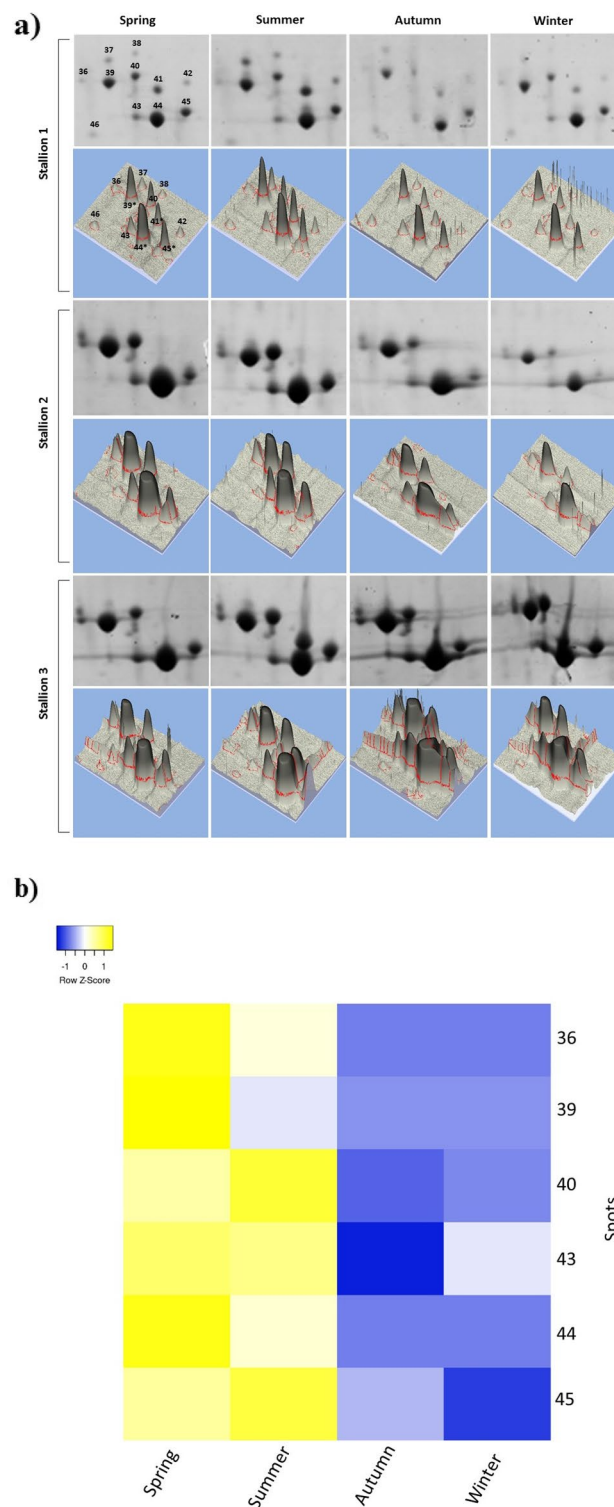 a)
Spring Summer Autumn Winter
Stallion 1
36 37 38 39 40 41 42 43 44 45 46
36 37 38 39* 40 41* 42 43 44* 45* 46
Stallion 2
Stallion 3
b)
-1 0 1
Row Z-Score
36
39
40
43
44
45
Spots
Spring Summer Autumn Winter